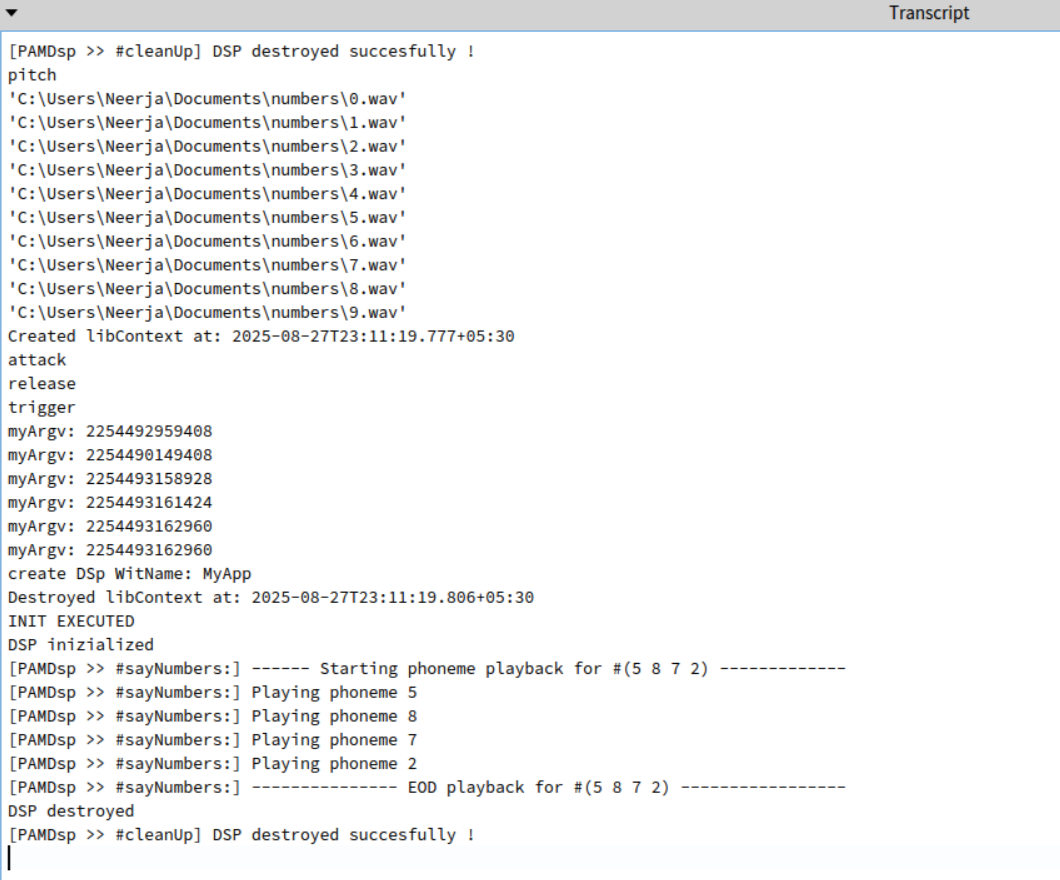 Transcript
[PAMDsp >> #cleanUp] DSP destroyed succesfully !
pitch
'C:\Users\Neerja\Documents\numbers\0.wav'
'C:\Users\Neerja\Documents\numbers\1.wav'
'C:\Users\Neerja\Documents\numbers\2.wav'
'C:\Users\Neerja\Documents\numbers\3.wav'
'C:\Users\Neerja\Documents\numbers\4.wav'
'C:\Users\Neerja\Documents\numbers\5.wav'
'C:\Users\Neerja\Documents\numbers\6.wav'
'C:\Users\Neerja\Documents\numbers\7.wav'
'C:\Users\Neerja\Documents\numbers\8.wav'
'C:\Users\Neerja\Documents\numbers\9.wav'
Created libContext at: 2025-08-27T23:11:19.777+05:30
attack
release
trigger
myArgv: 2254492959408
myArgv: 2254490149408
myArgv: 2254493158928
myArgv: 2254493161424
myArgv: 2254493162960
myArgv: 2254493162960
create DSp WitName: MyApp
Destroyed libContext at: 2025-08-27T23:11:19.806+05:30
INIT EXECUTED
DSP inizialized
[PAMDsp >> #sayNumbers:] ------ Starting phoneme playback for #(5 8 7 2) -------------
[PAMDsp >> #sayNumbers:] Playing phoneme 5
[PAMDsp >> #sayNumbers:] Playing phoneme 8
[PAMDsp >> #sayNumbers:] Playing phoneme 7
[PAMDsp >> #sayNumbers:] Playing phoneme 2
[PAMDsp >> #sayNumbers:] --------------- EOD playback for #(5 8 7 2) -----------------
DSP destroyed
[PAMDsp >> #cleanUp] DSP destroyed succesfully !